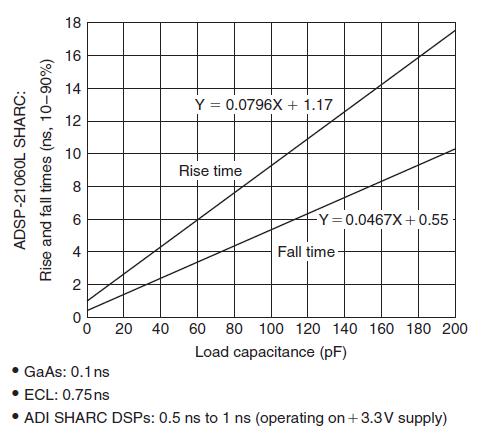 ADSP-21060L SHARC:
Rise and fall times (ns, 10–90%)
18
16
14
12
10
8
6
4
2
0
Y = 0.0796X + 1.17
Rise time
Y = 0.0467X + 0.55
Fall time
0 20 40 60 80 100 120 140 160 180 200
Load capacitance (pF)
• GaAs: 0.1 ns
• ECL: 0.75 ns
• ADI SHARC DSPs: 0.5 ns to 1 ns (operating on +3.3V supply)